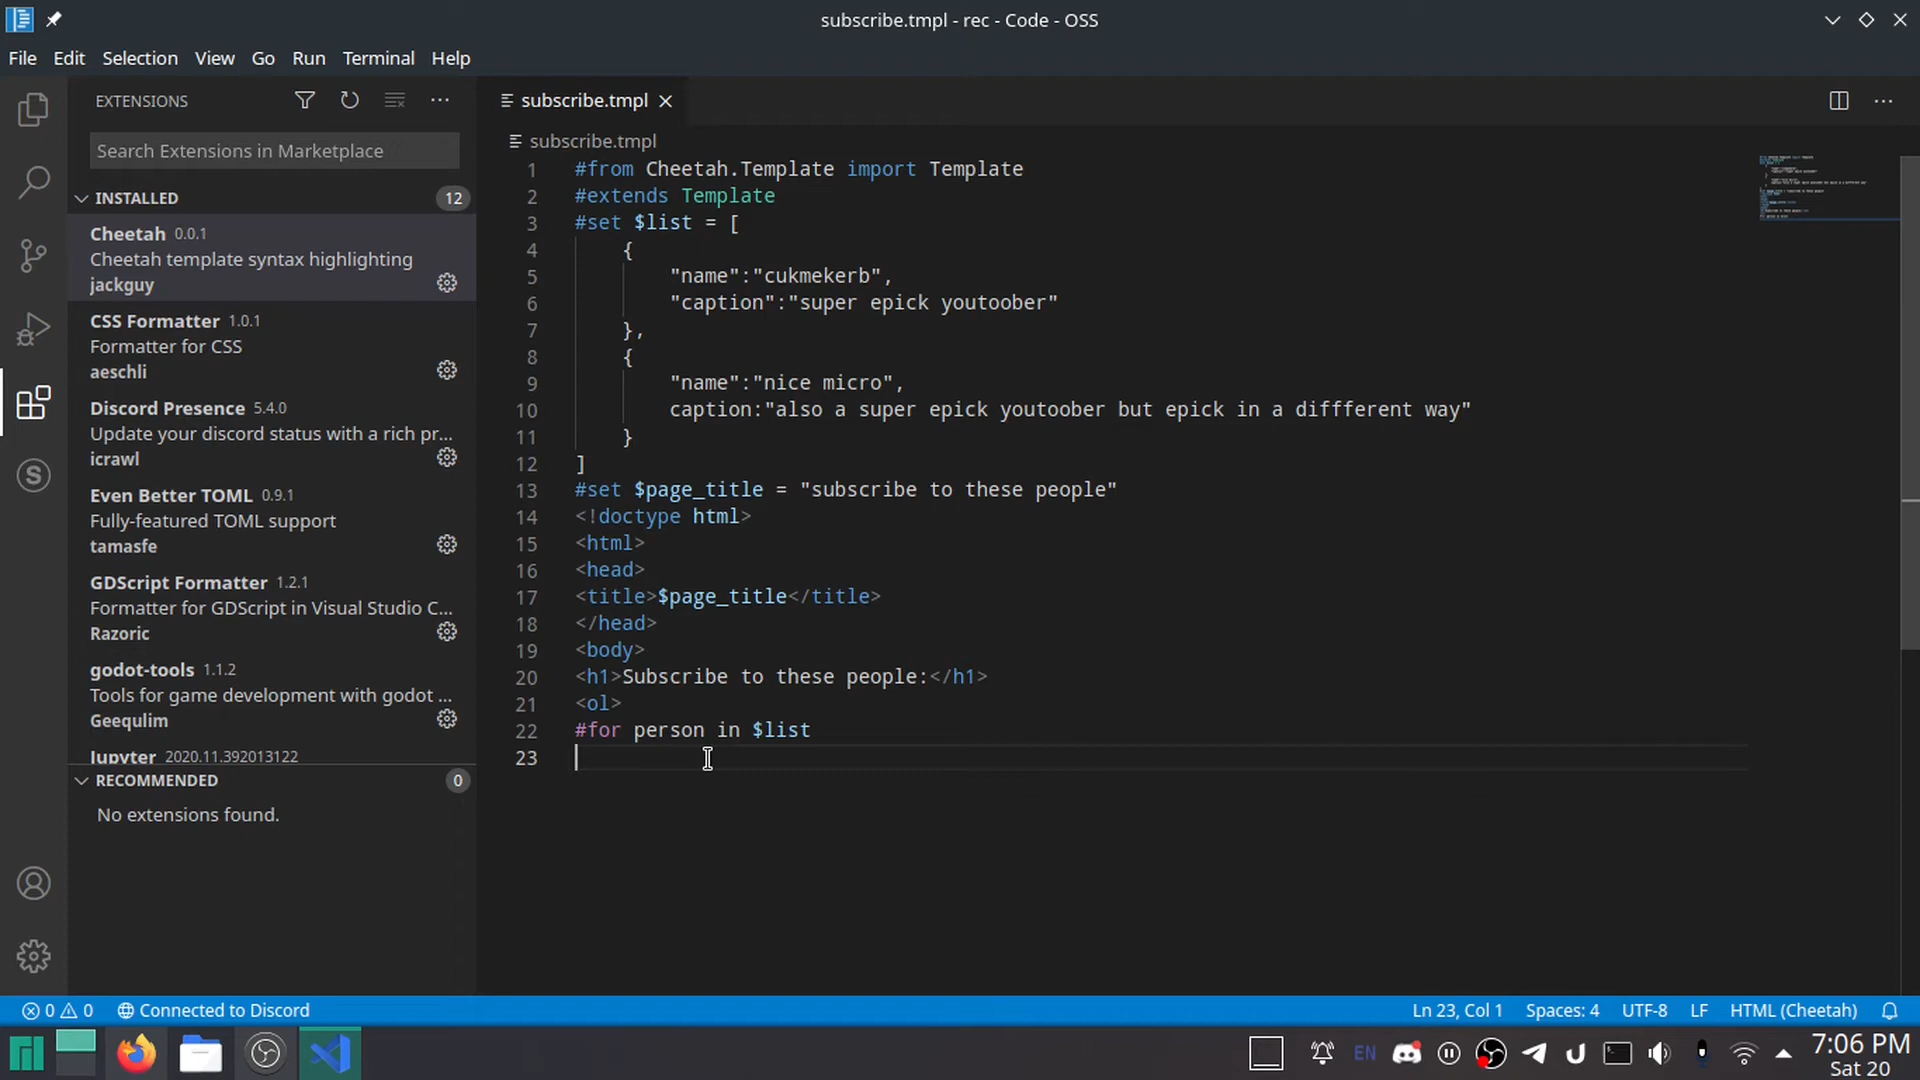 subscribe.tmpl - rec - Code - OSS
File Edit Selection View Go Run Terminal Help
EXTENSIONS
Search Extensions in Marketplace
INSTALLED 12
Cheetah 0.0.1
Cheetah template syntax highlighting
jackguy
CSS Formatter 1.0.1
Formatter for CSS
aeschli
Discord Presence 5.4.0
Update your discord status with a rich pr...
icrawl
Even Better TOML 0.9.1
Fully-featured TOML support
tamasfe
GDScript Formatter 1.2.1
Formatter for GDScript in Visual Studio C...
Razoric
godot-tools 1.1.2
Tools for game development with godot ...
Geequlim
Jupyter 2020.11.392013122
RECOMMENDED 0
No extensions found.
subscribe.tmpl
subscribe.tmpl
1 #from Cheetah.Template import Template
2 #extends Template
3 #set $list = [
4 {
5 "name":"cukmekerb",
6 "caption":"super epick youtoober"
7 },
8 {
9 "name":"nice micro",
10 caption:"also a super epick youtoober but epick in a diffferent way"
11 }
12 ]
13 #set $page_title = "subscribe to these people"
14 <!doctype html>
15 <html>
16 <head>
17 <title>$page_title</title>
18 </head>
19 <body>
20 <h1>Subscribe to these people:</h1>
21 <ol>
22 #for person in $list
23
0 0 Connected to Discord Ln 23, Col 1 Spaces: 4 UTF-8 LF HTML (Cheetah)
EN 7:06 PM
Sat 20